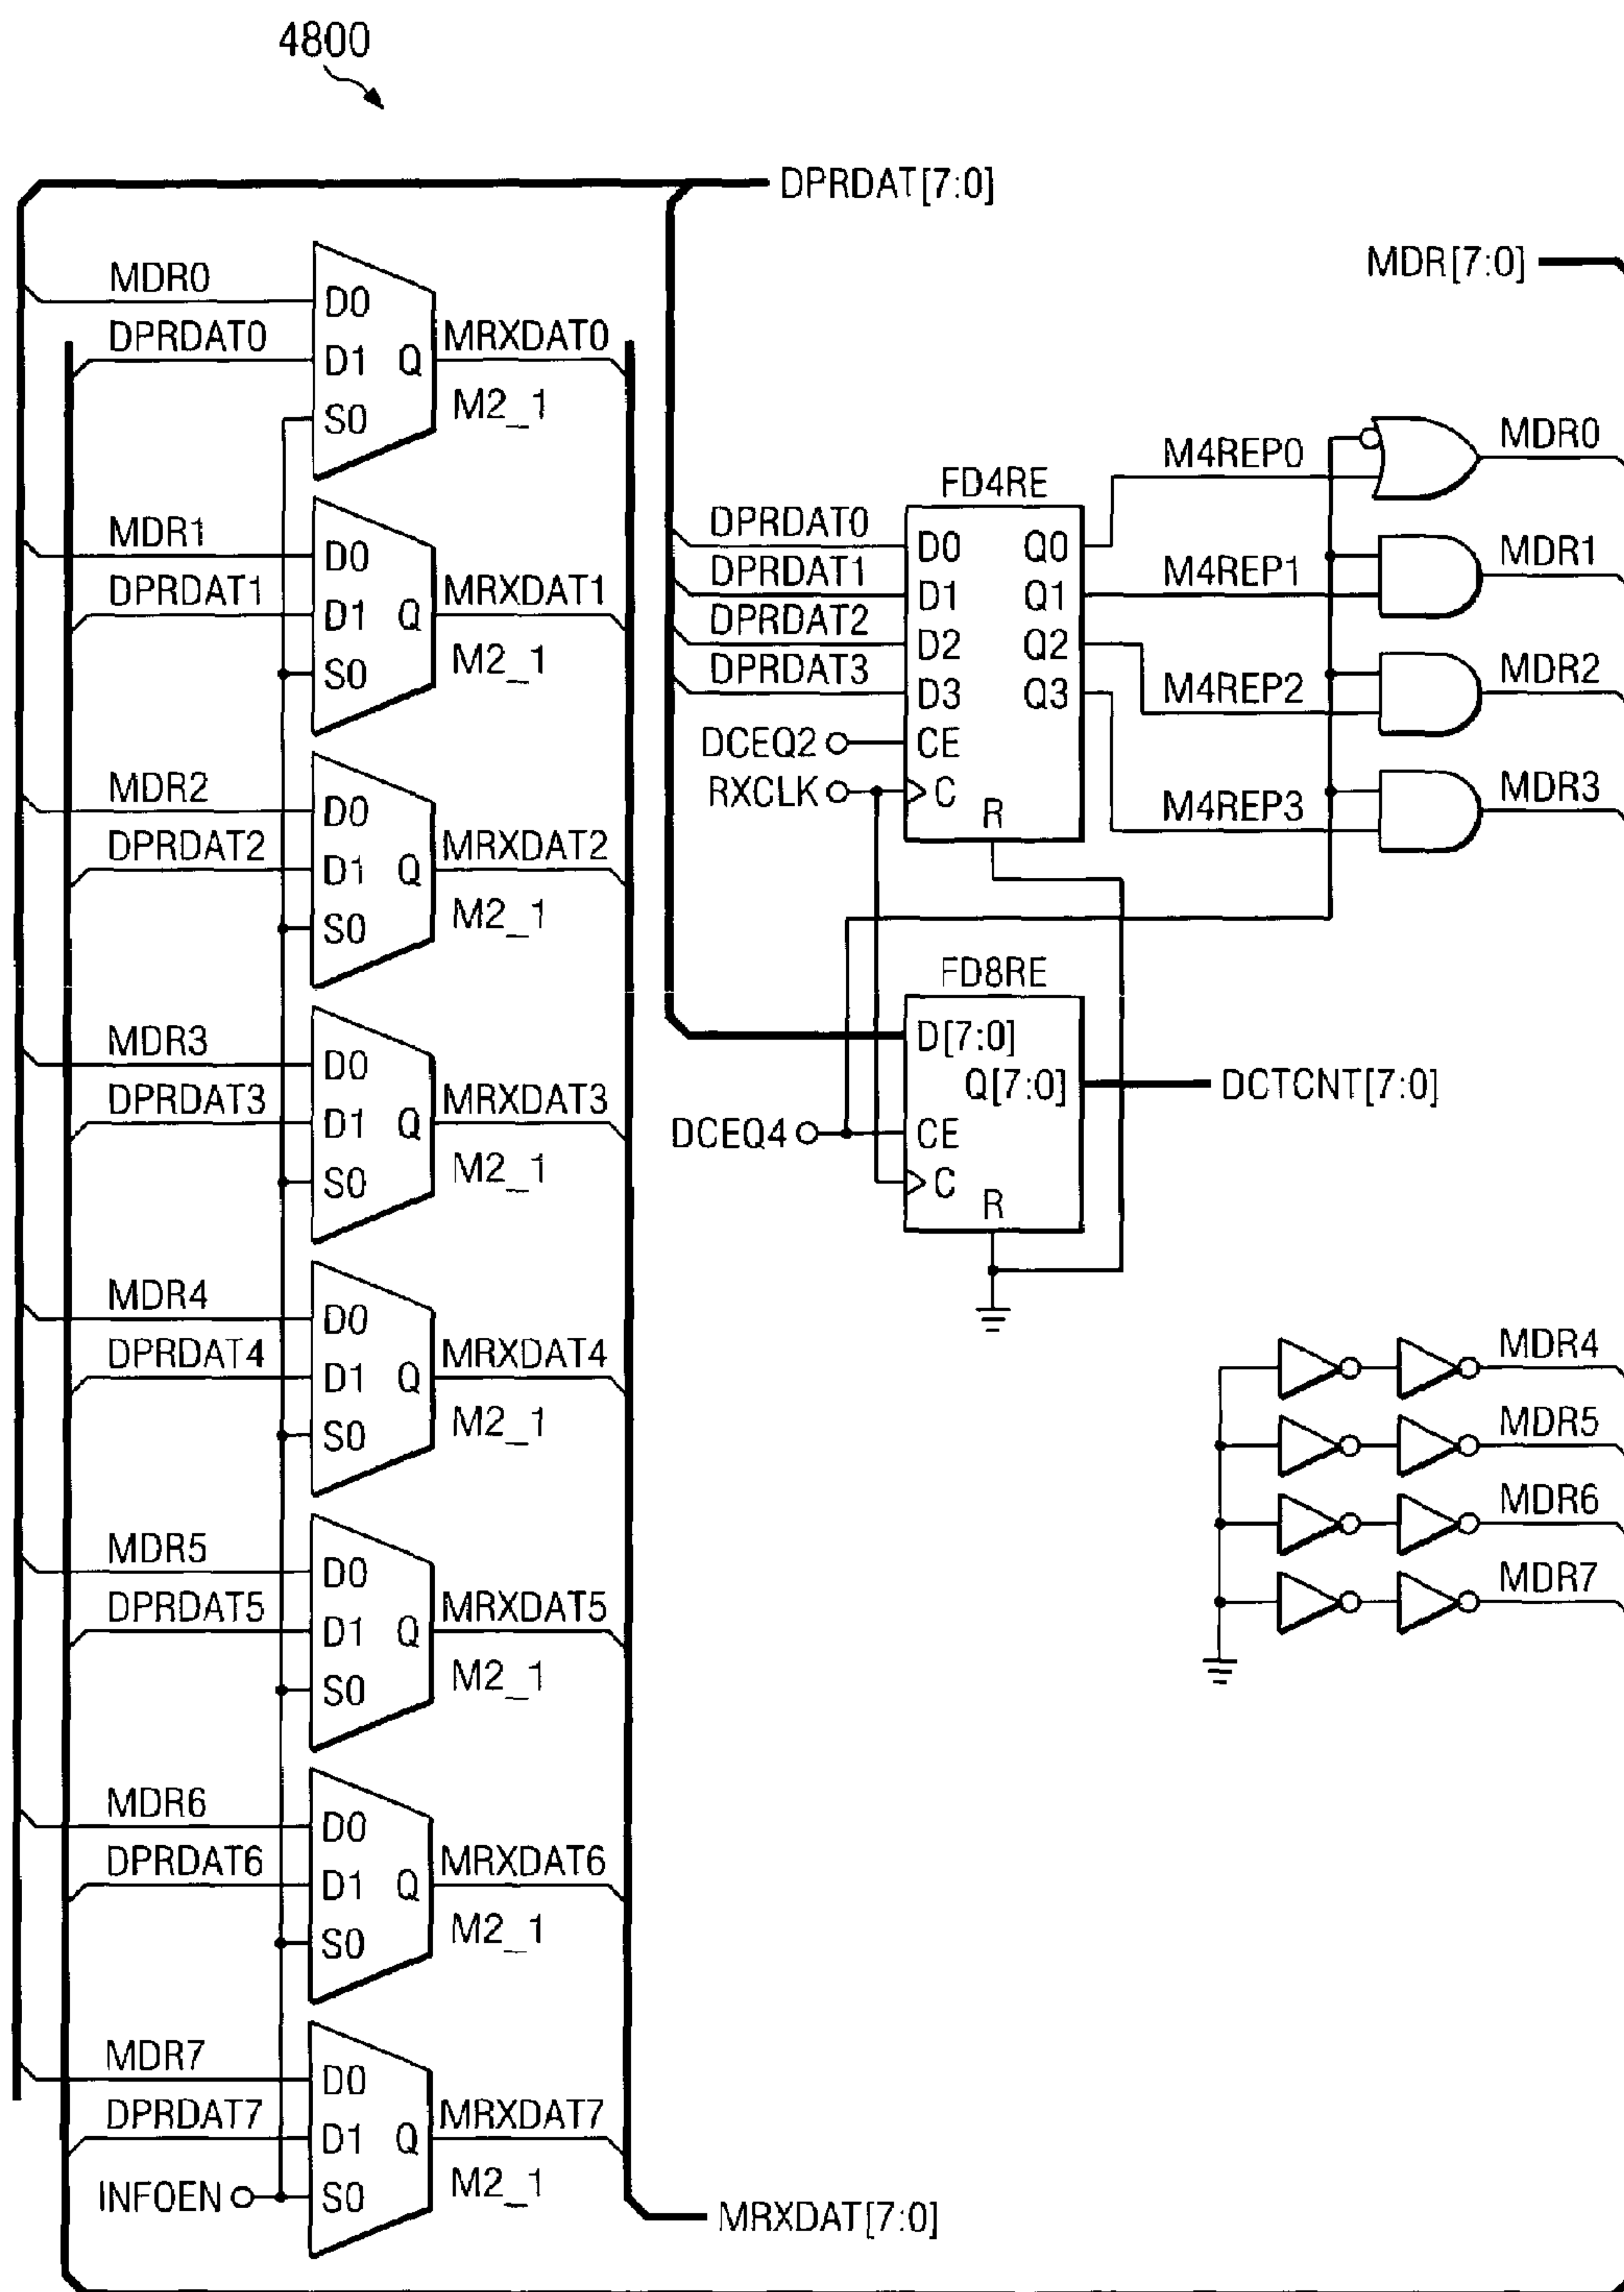 4800
DPRDAT[7:0]
MDR[7:0]
MDR0
DPRDAT0
D0
D1 Q
S0
MRXDAT0
M2_1
MDR1
DPRDAT1
D0
D1 Q
S0
MRXDAT1
M2_1
MDR2
DPRDAT2
D0
D1 Q
S0
MRXDAT2
M2_1
MDR3
DPRDAT3
D0
D1 Q
S0
MRXDAT3
M2_1
MDR4
DPRDAT4
D0
D1 Q
S0
MRXDAT4
M2_1
MDR5
DPRDAT5
D0
D1 Q
S0
MRXDAT5
M2_1
MDR6
DPRDAT6
D0
D1 Q
S0
MRXDAT6
M2_1
MDR7
DPRDAT7
INFOEN
D0
D1 Q
S0
MRXDAT7
M2_1
MRXDAT[7:0]
FD4RE
DPRDAT0
DPRDAT1
DPRDAT2
DPRDAT3
DCEQ2
RXCLK
D0 Q0
D1 Q1
D2 Q2
D3 Q3
CE
C
R
M4REP0
M4REP1
M4REP2
M4REP3
MDR0
MDR1
MDR2
MDR3
FD8RE
D[7:0]
Q[7:0]
DCTCNT[7:0]
DCEQ4
CE
C
R
MDR4
MDR5
MDR6
MDR7